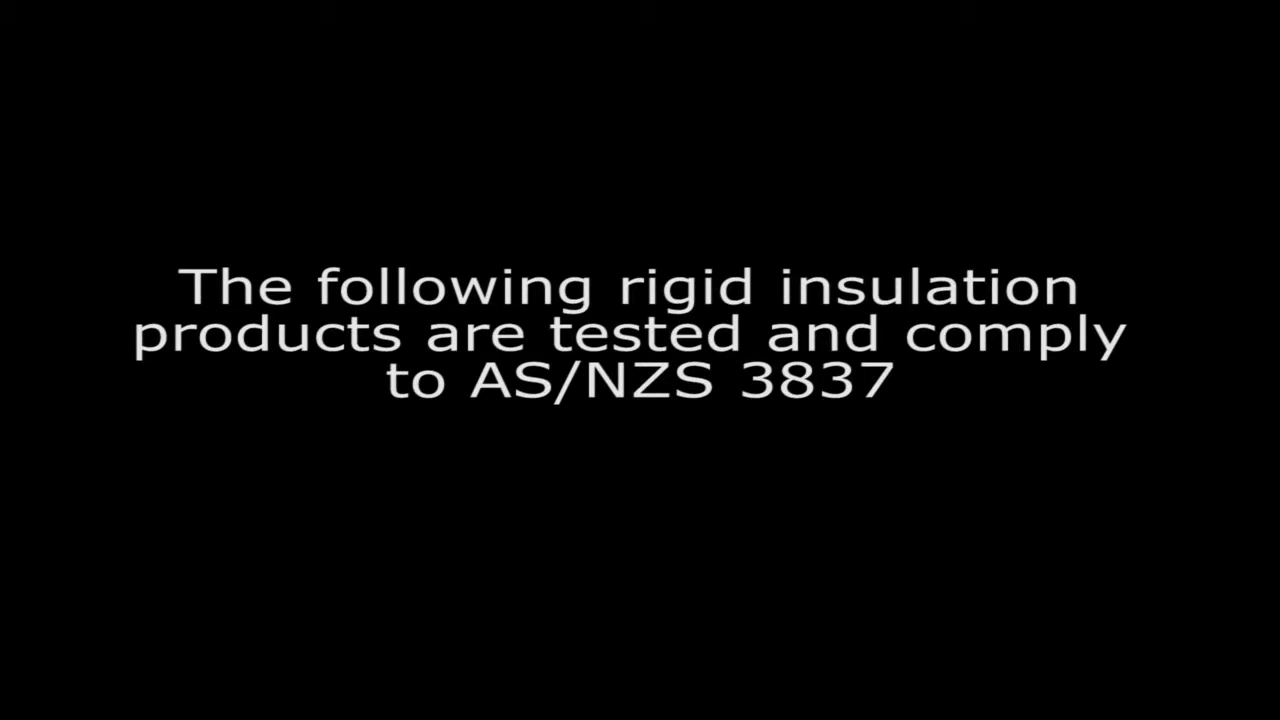 The following rigid insulation
products are tested and comply
to AS/NZS 3837